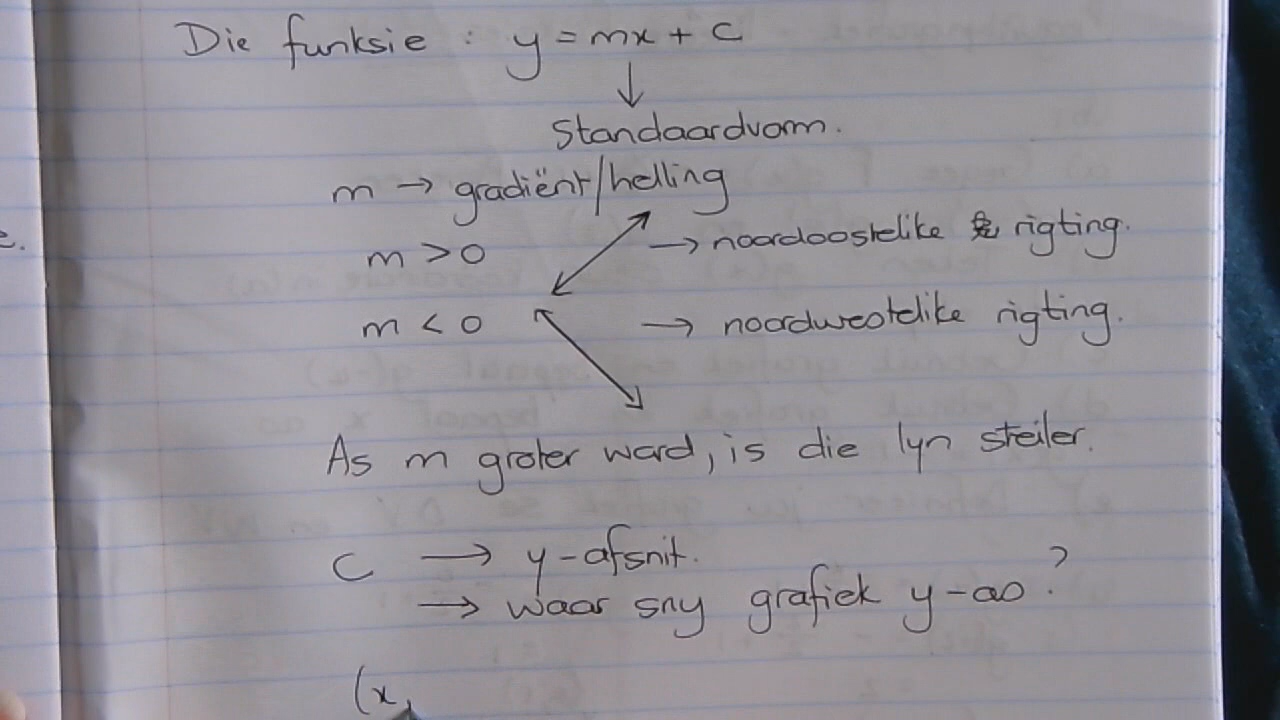 Die funksie : y = mx + c
↓
Standaardvorm.
m → gradiënt/helling
m > 0 → noordoostelike rigting.
m < 0 → noordwestelike rigting.
As m groter word, is die lyn steiler.
c → y-afsnit.
→ waar sny grafiek y-as?
(x,